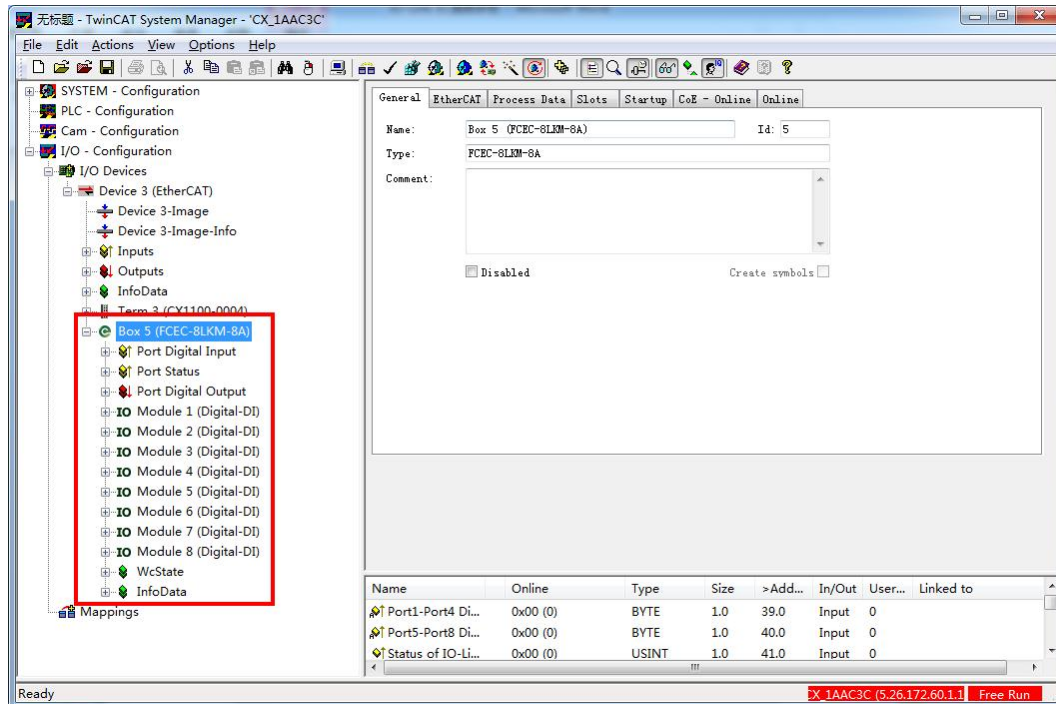 无标题 - TwinCAT System Manager - 'CX_1AAC3C'
File Edit Actions View Options Help
SYSTEM - Configuration
PLC - Configuration
Cam - Configuration
I/O - Configuration
I/O Devices
Device 3 (EtherCAT)
Device 3-Image
Device 3-Image-Info
Inputs
Outputs
InfoData
Term 3 (CX1100-0004)
Box 5 (FCEC-8LKM-8A)
Port Digital Input
Port Status
Port Digital Output
IO Module 1 (Digital-DI)
IO Module 2 (Digital-DI)
IO Module 3 (Digital-DI)
IO Module 4 (Digital-DI)
IO Module 5 (Digital-DI)
IO Module 6 (Digital-DI)
IO Module 7 (Digital-DI)
IO Module 8 (Digital-DI)
WcState
InfoData
Mappings
General EtherCAT Process Data Slots Startup CoE - Online Online
Name: Box 5 (FCEC-8LKM-8A) Id: 5
Type: FCEC-8LKM-8A
Comment:
Disabled Create symbols
Name Online Type Size >Add... In/Out User... Linked to
Port1-Port4 Di... 0x00 (0) BYTE 1.0 39.0 Input 0
Port5-Port8 Di... 0x00 (0) BYTE 1.0 40.0 Input 0
Status of IO-Li... 0x00 (0) USINT 1.0 41.0 Input 0
Ready CX_1AAC3C (5.26.172.60.1.1 Free Run